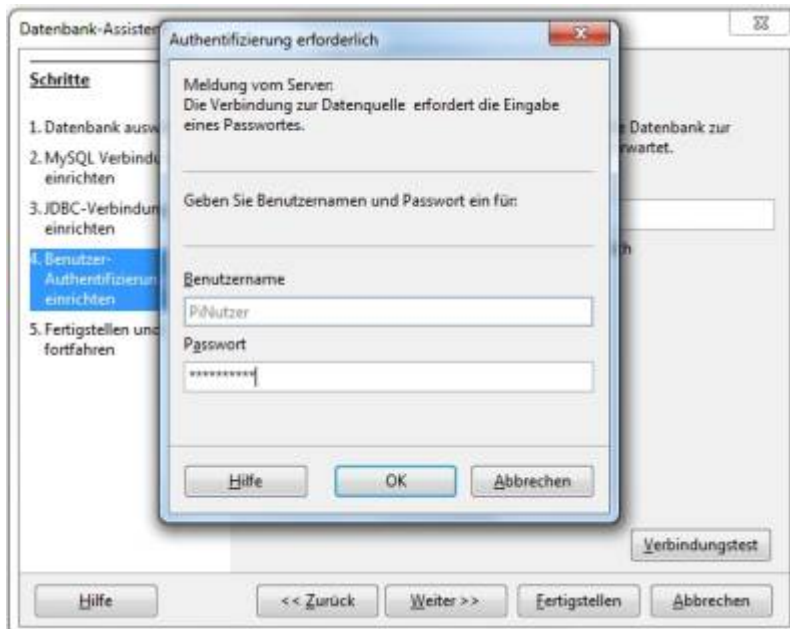 Datenbank-Assisten
Authentifizierung erforderlich
Schritte
1. Datenbank ausw
2. MySQL Verbindu
einrichten
3. JDBC-Verbindun
einrichten
4. Benutzer-
Authentifizierun
einrichten
5. Fertigstellen und
fortfahren
Meldung vom Server:
Die Verbindung zur Datenquelle erfordert die Eingabe
eines Passwortes.
Geben Sie Benutzernamen und Passwort ein für:
Benutzername
PiNutzer
Passwort
**********
Hilfe
OK
Abbrechen
e Datenbank zur
rwartet.
Verbindungstest
Hilfe
<< Zurück
Weiter >>
Fertigstellen
Abbrechen